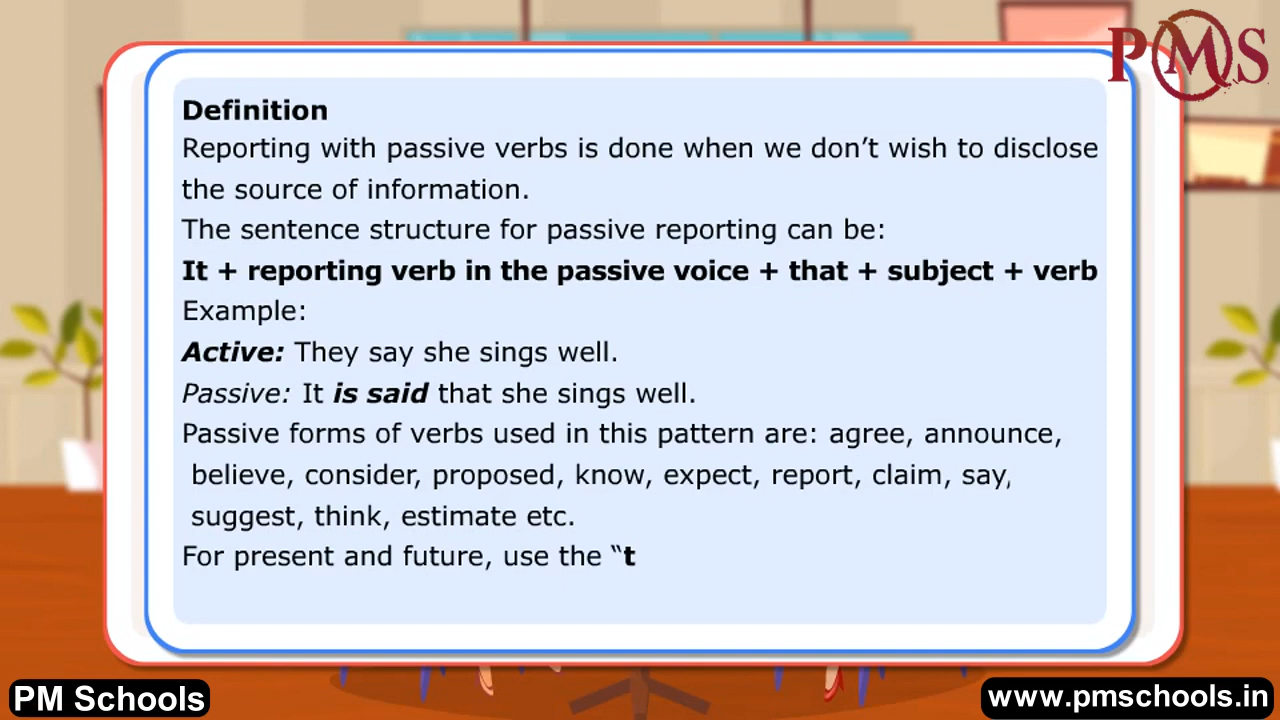 PMS
Definition
Reporting with passive verbs is done when we don’t wish to disclose
the source of information.
The sentence structure for passive reporting can be:
It + reporting verb in the passive voice + that + subject + verb
Example:
Active: They say she sings well.
Passive: It is said that she sings well.
Passive forms of verbs used in this pattern are: agree, announce,
believe, consider, proposed, know, expect, report, claim, say,
suggest, think, estimate etc.
For present and future, use the “t
PM Schools
www.pmschools.in